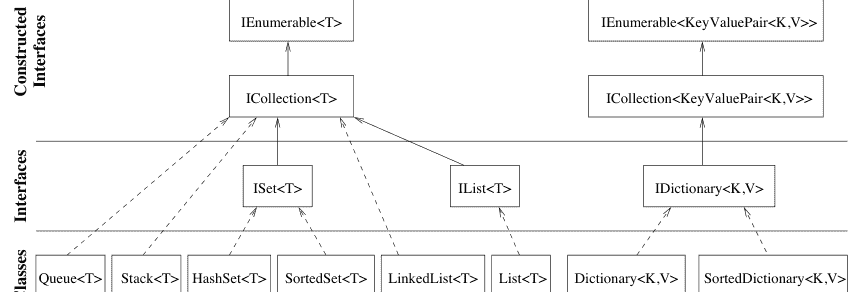 Constructed
Interfaces
IEnumerable<T>
IEnumerable<KeyValuePair<K,V>>
ICollection<T>
ICollection<KeyValuePair<K,V>>
Interfaces
ISet<T>
IList<T>
IDictionary<K,V>
Queue<T>
Stack<T>
HashSet<T>
SortedSet<T>
LinkedList<T>
List<T>
Dictionary<K,V>
SortedDictionary<K,V>